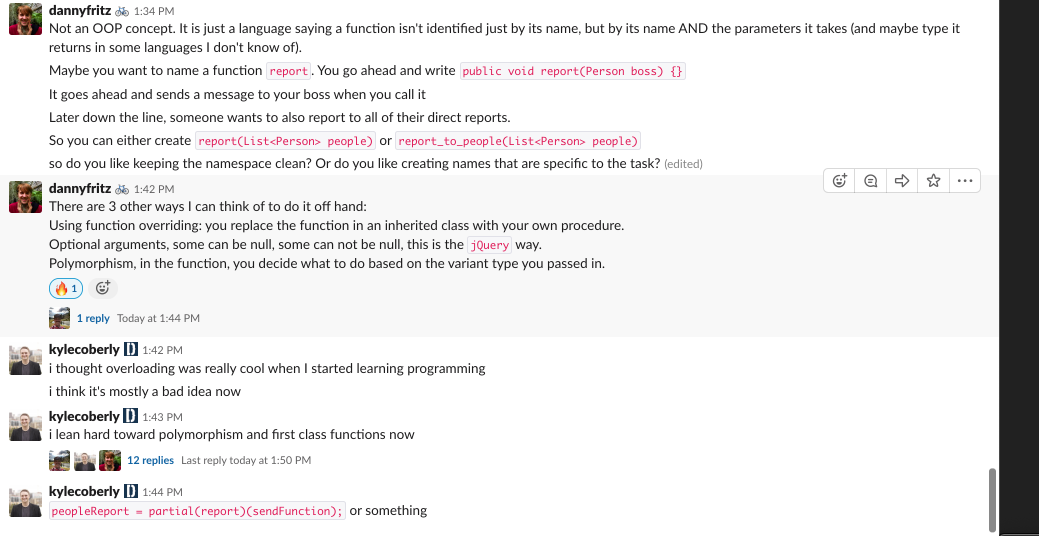 dannyfritz 1:34 PM
Not an OOP concept. It is just a language saying a function isn't identified just by its name, but by its name AND the parameters it takes (and maybe type it
returns in some languages I don't know of).
Maybe you want to name a function report. You go ahead and write public void report(Person boss) {}
It goes ahead and sends a message to your boss when you call it
Later down the line, someone wants to also report to all of their direct reports.
So you can either create report(List<Person> people) or report_to_people(List<Person> people)
so do you like keeping the namespace clean? Or do you like creating names that are specific to the task? (edited)
dannyfritz 1:42 PM
There are 3 other ways I can think of to do it off hand:
Using function overriding: you replace the function in an inherited class with your own procedure.
Optional arguments, some can be null, some can not be null, this is the jQuery way.
Polymorphism, in the function, you decide what to do based on the variant type you passed in.
1
1 reply Today at 1:44 PM
kylecoberly 1:42 PM
i thought overloading was really cool when I started learning programming
i think it's mostly a bad idea now
kylecoberly 1:43 PM
i lean hard toward polymorphism and first class functions now
12 replies Last reply today at 1:50 PM
kylecoberly 1:44 PM
peopleReport = partial(report)(sendFunction); or something